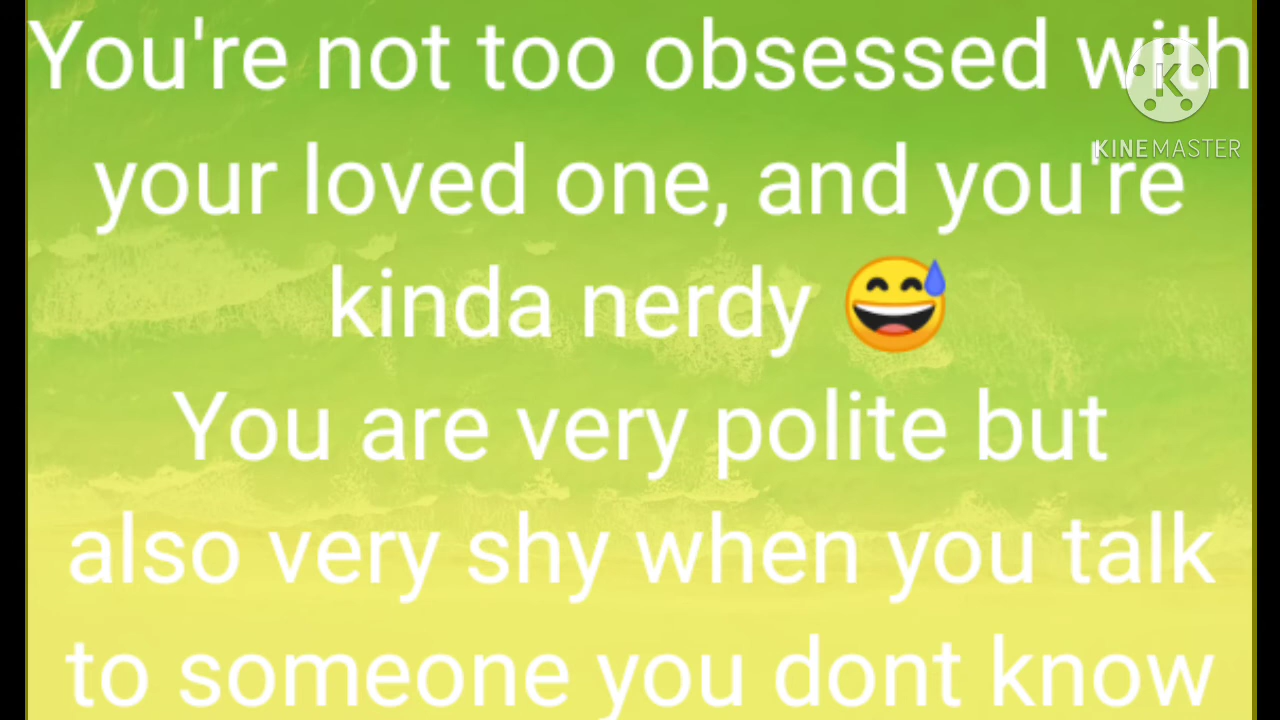 You're not too obsessed with
K
KINEMASTER
your loved one, and you're
kinda nerdy 😅
You are very polite but
also very shy when you talk
to someone you dont know